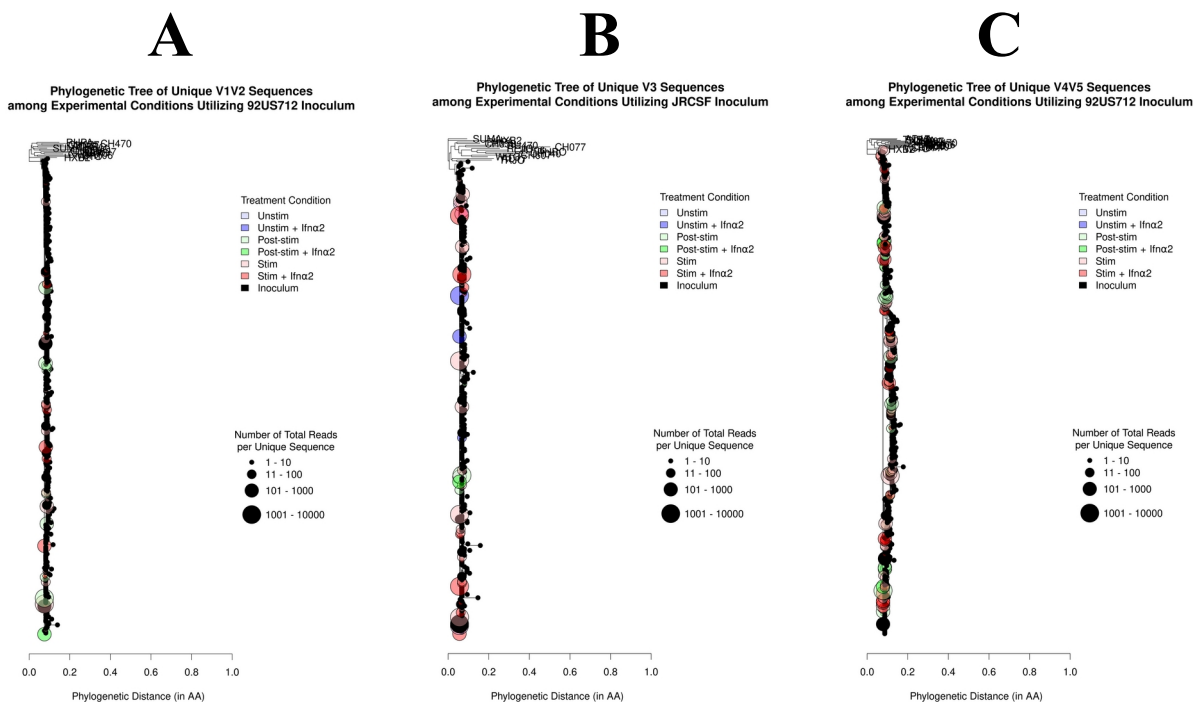 A
B
C
Phylogenetic Tree of Unique V1V2 Sequences
among Experimental Conditions Utilizing 92US712 Inoculum
CH470
HXB2
Treatment Condition
Unstim
Unstim + Ifnα2
Post-stim
Post-stim + Ifnα2
Stim
Stim + Ifnα2
Inoculum
Number of Total Reads
per Unique Sequence
1 - 10
11 - 100
101 - 1000
1001 - 10000
0.0 0.2 0.4 0.6 0.8 1.0
Phylogenetic Distance (in AA)
Phylogenetic Tree of Unique V3 Sequences
among Experimental Conditions Utilizing JRCSF Inoculum
SUMA
CH077
Treatment Condition
Unstim
Unstim + Ifnα2
Post-stim
Post-stim + Ifnα2
Stim
Stim + Ifnα2
Inoculum
Number of Total Reads
per Unique Sequence
1 - 10
11 - 100
101 - 1000
1001 - 10000
0.0 0.2 0.4 0.6 0.8 1.0
Phylogenetic Distance (in AA)
Phylogenetic Tree of Unique V4V5 Sequences
among Experimental Conditions Utilizing 92US712 Inoculum
HXB2
Treatment Condition
Unstim
Unstim + Ifnα2
Post-stim
Post-stim + Ifnα2
Stim
Stim + Ifnα2
Inoculum
Number of Total Reads
per Unique Sequence
1 - 10
11 - 100
101 - 1000
1001 - 10000
0.0 0.2 0.4 0.6 0.8 1.0
Phylogenetic Distance (in AA)